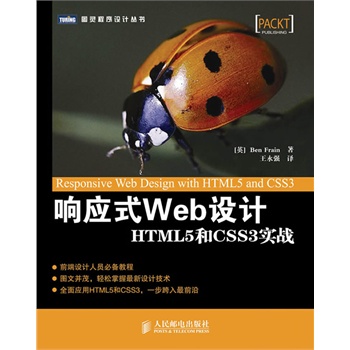 TURING 图灵程序设计丛书
[PACKT]
PUBLISHING
[英] Ben Frain 著
王永强 译
Responsive Web Design with HTML5 and CSS3
响应式Web设计
HTML5和CSS3实战
前端设计人员必备教程
图文并茂，轻松掌握最新设计技术
全面应用HTML5和CSS3，一步跨入最前沿
人民邮电出版社
POSTS & TELECOM PRESS